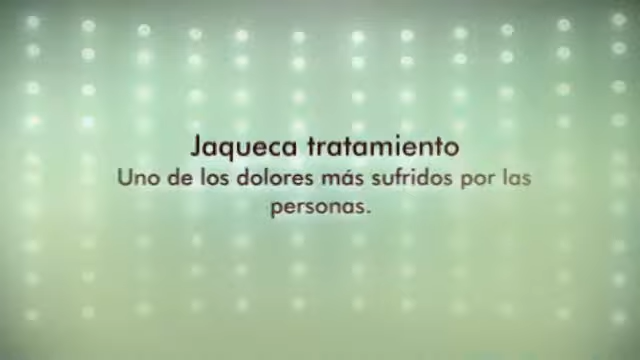 Jaqueca tratamiento
Uno de los dolores más sufridos por las
personas.